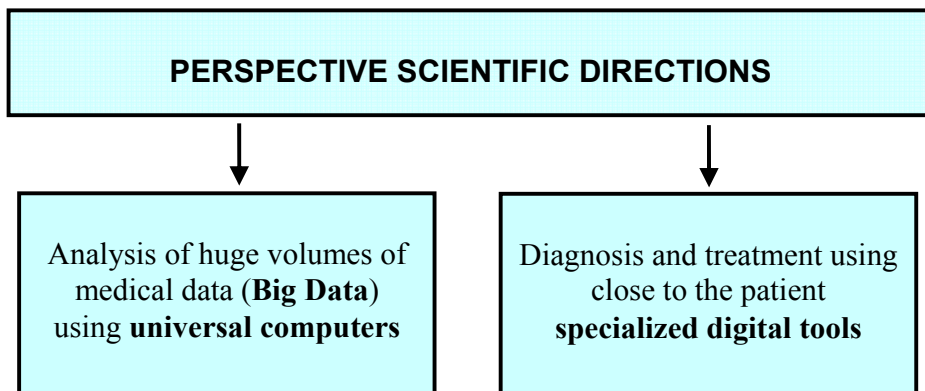 PERSPECTIVE SCIENTIFIC DIRECTIONS
Analysis of huge volumes of
medical data (Big Data)
using universal computers
Diagnosis and treatment using
close to the patient
specialized digital tools